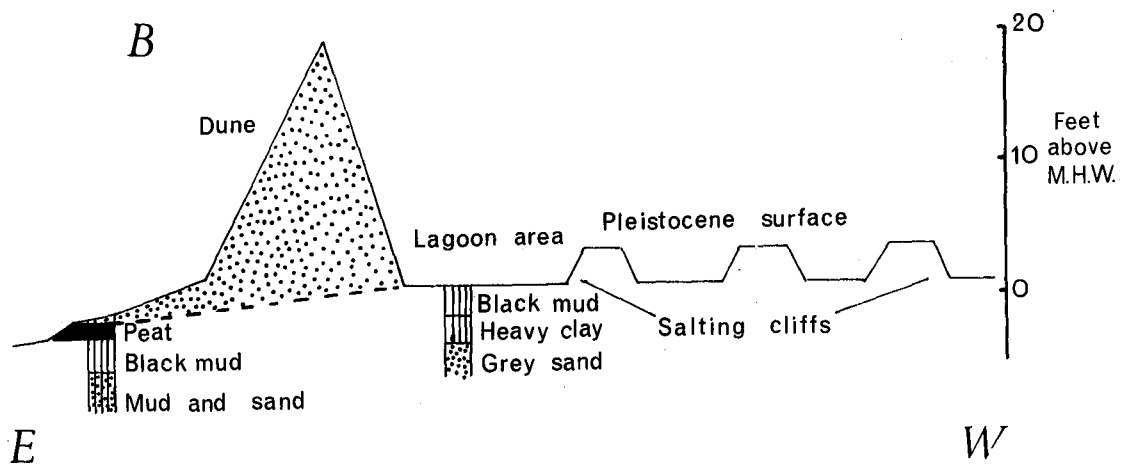 B
20
Dune
Feet
above
M.H.W.
10
Pleistocene surface
Lagoon area
0
Black mud
Heavy clay
Grey sand
Salting cliffs
Peat
Black mud
Mud and sand
E
W